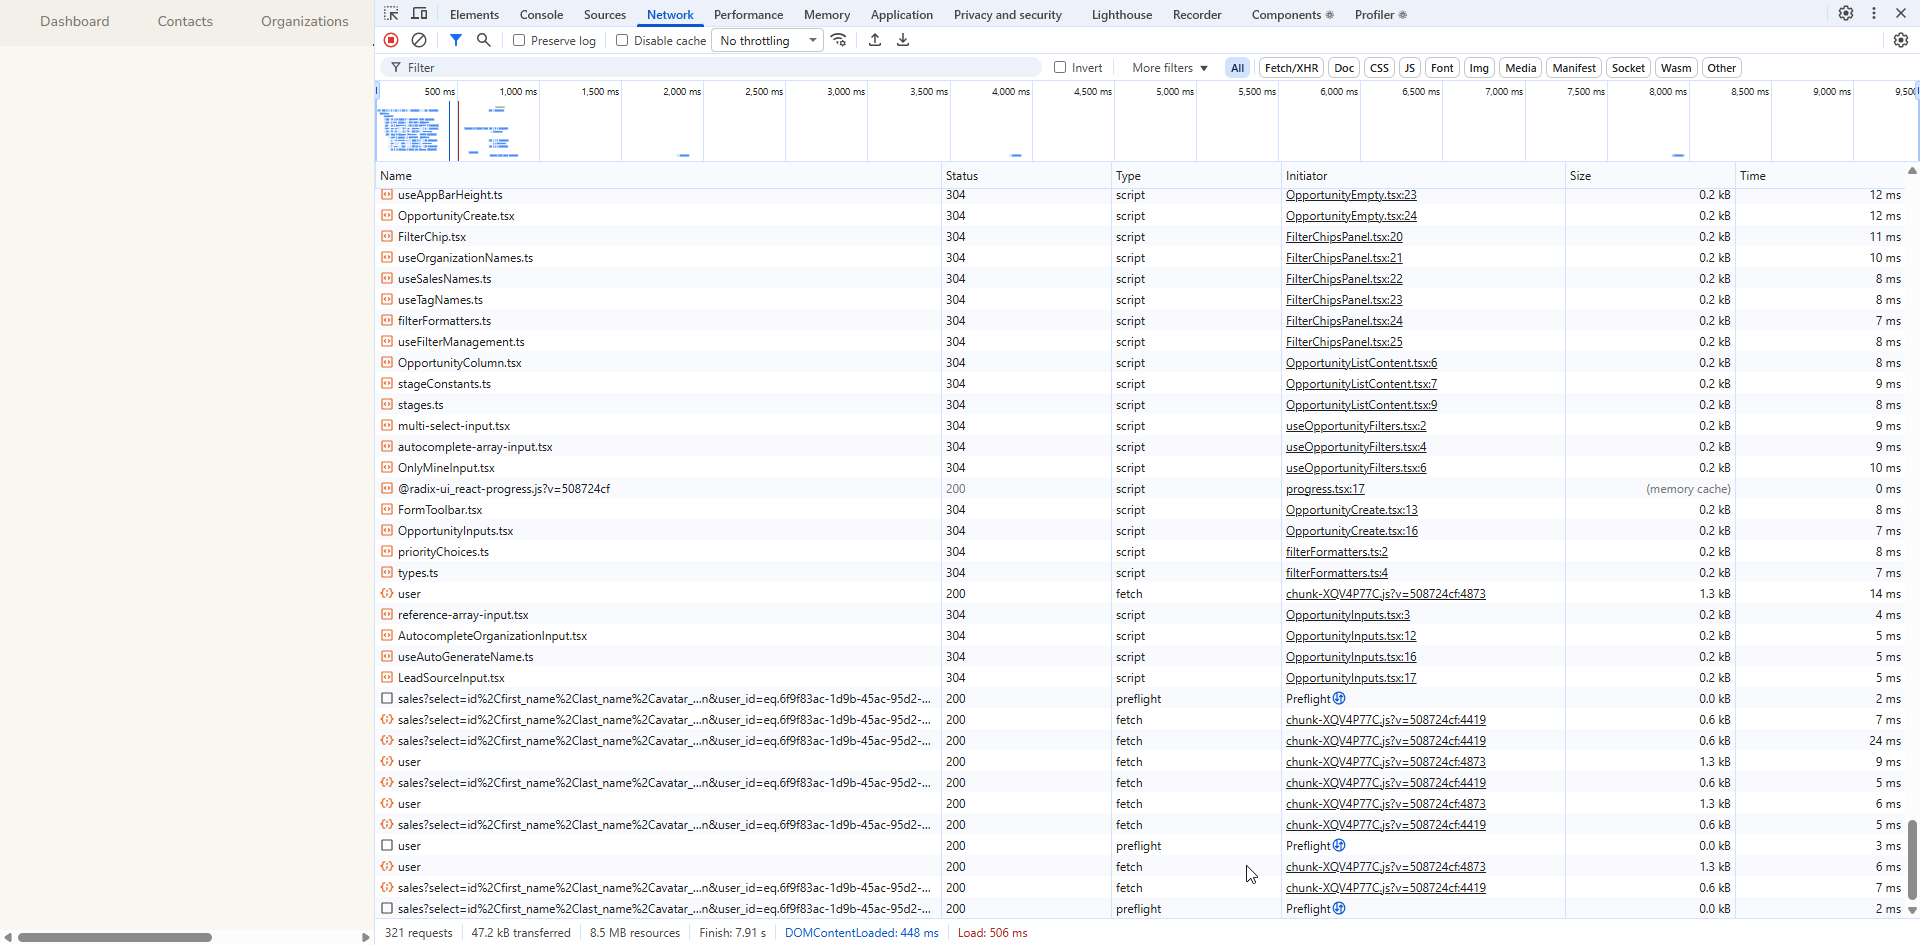 Dashboard Contacts Organizations
Elements Console Sources Network Performance Memory Application Privacy and security Lighthouse Recorder Components Profiler
Preserve log Disable cache No throttling
Filter Invert More filters All Fetch/XHR Doc CSS JS Font Img Media Manifest Socket Wasm Other
500 ms 1,000 ms 1,500 ms 2,000 ms 2,500 ms 3,000 ms 3,500 ms 4,000 ms 4,500 ms 5,000 ms 5,500 ms 6,000 ms 6,500 ms 7,000 ms 7,500 ms 8,000 ms 8,500 ms 9,000 ms 9,500
Name Status Type Initiator Size Time
useAppBarHeight.ts 304 script OpportunityEmpty.tsx:23 0.2 kB 12 ms
OpportunityCreate.tsx 304 script OpportunityEmpty.tsx:24 0.2 kB 12 ms
FilterChip.tsx 304 script FilterChipsPanel.tsx:20 0.2 kB 11 ms
useOrganizationNames.ts 304 script FilterChipsPanel.tsx:21 0.2 kB 10 ms
useSalesNames.ts 304 script FilterChipsPanel.tsx:22 0.2 kB 8 ms
useTagNames.ts 304 script FilterChipsPanel.tsx:23 0.2 kB 8 ms
filterFormatters.ts 304 script FilterChipsPanel.tsx:24 0.2 kB 7 ms
useFilterManagement.ts 304 script FilterChipsPanel.tsx:25 0.2 kB 8 ms
OpportunityColumn.tsx 304 script OpportunityListContent.tsx:6 0.2 kB 8 ms
stageConstants.ts 304 script OpportunityListContent.tsx:7 0.2 kB 9 ms
stages.ts 304 script OpportunityListContent.tsx:9 0.2 kB 8 ms
multi-select-input.tsx 304 script useOpportunityFilters.tsx:2 0.2 kB 9 ms
autocomplete-array-input.tsx 304 script useOpportunityFilters.tsx:4 0.2 kB 9 ms
OnlyMineInput.tsx 304 script useOpportunityFilters.tsx:6 0.2 kB 10 ms
@radix-ui_react-progress.js?v=508724cf 200 script progress.tsx:17 (memory cache) 0 ms
FormToolbar.tsx 304 script OpportunityCreate.tsx:13 0.2 kB 8 ms
OpportunityInputs.tsx 304 script OpportunityCreate.tsx:16 0.2 kB 7 ms
priorityChoices.ts 304 script filterFormatters.ts:2 0.2 kB 8 ms
types.ts 304 script filterFormatters.ts:4 0.2 kB 7 ms
user 200 fetch chunk-XQV4P77C.js?v=508724cf:4873 1.3 kB 14 ms
reference-array-input.tsx 304 script OpportunityInputs.tsx:3 0.2 kB 4 ms
AutocompleteOrganizationInput.tsx 304 script OpportunityInputs.tsx:12 0.2 kB 5 ms
useAutoGenerateName.ts 304 script OpportunityInputs.tsx:16 0.2 kB 5 ms
LeadSourceInput.tsx 304 script OpportunityInputs.tsx:17 0.2 kB 5 ms
sales?select=id%2Cfirst_name%2Clast_name%2Cavatar_...n&user_id=eq.6f9f83ac-1d9b-45ac-95d2-... 200 preflight Preflight 0.0 kB 2 ms
sales?select=id%2Cfirst_name%2Clast_name%2Cavatar_...n&user_id=eq.6f9f83ac-1d9b-45ac-95d2-... 200 fetch chunk-XQV4P77C.js?v=508724cf:4419 0.6 kB 7 ms
sales?select=id%2Cfirst_name%2Clast_name%2Cavatar_...n&user_id=eq.6f9f83ac-1d9b-45ac-95d2-... 200 fetch chunk-XQV4P77C.js?v=508724cf:4419 0.6 kB 24 ms
user 200 fetch chunk-XQV4P77C.js?v=508724cf:4873 1.3 kB 9 ms
sales?select=id%2Cfirst_name%2Clast_name%2Cavatar_...n&user_id=eq.6f9f83ac-1d9b-45ac-95d2-... 200 fetch chunk-XQV4P77C.js?v=508724cf:4419 0.6 kB 5 ms
user 200 fetch chunk-XQV4P77C.js?v=508724cf:4873 1.3 kB 6 ms
sales?select=id%2Cfirst_name%2Clast_name%2Cavatar_...n&user_id=eq.6f9f83ac-1d9b-45ac-95d2-... 200 fetch chunk-XQV4P77C.js?v=508724cf:4419 0.6 kB 5 ms
user 200 preflight Preflight 0.0 kB 3 ms
user 200 fetch chunk-XQV4P77C.js?v=508724cf:4873 1.3 kB 6 ms
sales?select=id%2Cfirst_name%2Clast_name%2Cavatar_...n&user_id=eq.6f9f83ac-1d9b-45ac-95d2-... 200 fetch chunk-XQV4P77C.js?v=508724cf:4419 0.6 kB 7 ms
sales?select=id%2Cfirst_name%2Clast_name%2Cavatar_...n&user_id=eq.6f9f83ac-1d9b-45ac-95d2-... 200 preflight Preflight 0.0 kB 2 ms
321 requests 47.2 kB transferred 8.5 MB resources Finish: 7.91 s DOMContentLoaded: 448 ms Load: 506 ms